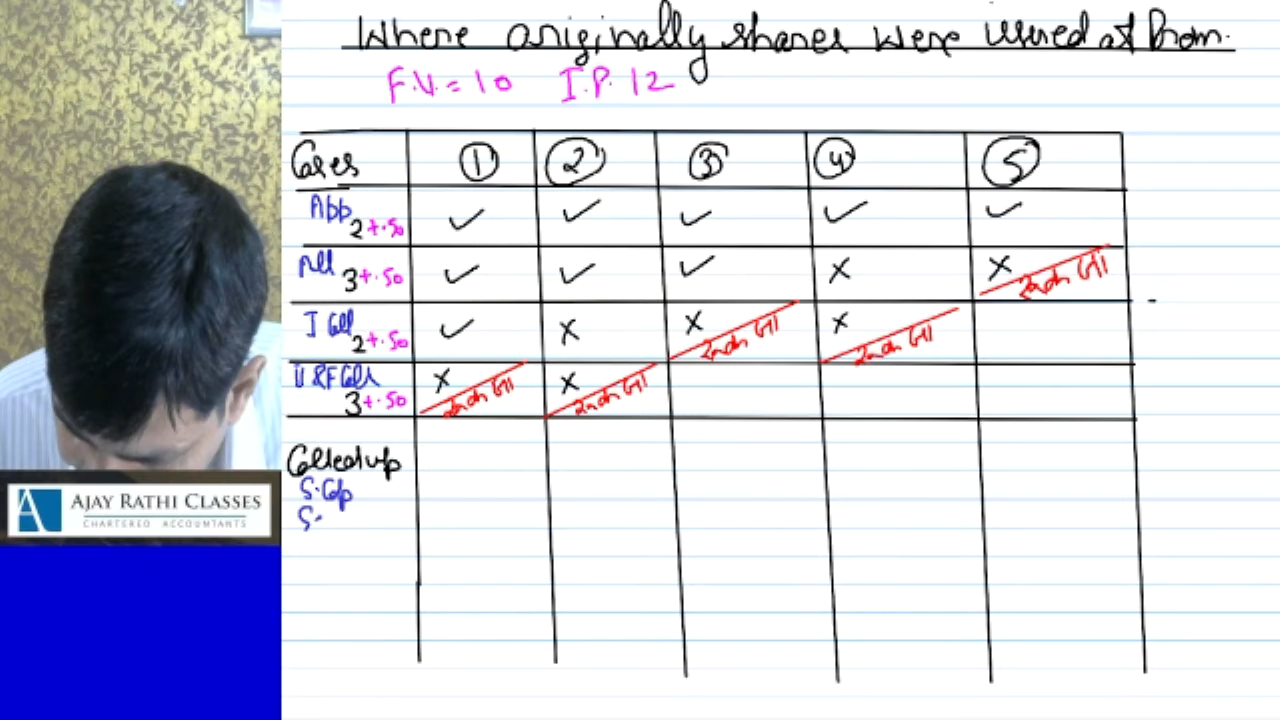 Where originally shares were issued at Prem.
F.V. = 10 I.P. 12
Cases ① ② ③ ④ ⑤
App 2+.50 ✓ ✓ ✓ ✓ ✓
All 3+.50 ✓ ✓ ✓ X X रुक जा
I Call 2+.50 ✓ X X रुक जा X रुक जा
II & F Call 3+.50 X रुक जा X रुक जा
Called up
S. Cap
S.
AJAY RATHI CLASSES
CHARTERED ACCOUNTANTS